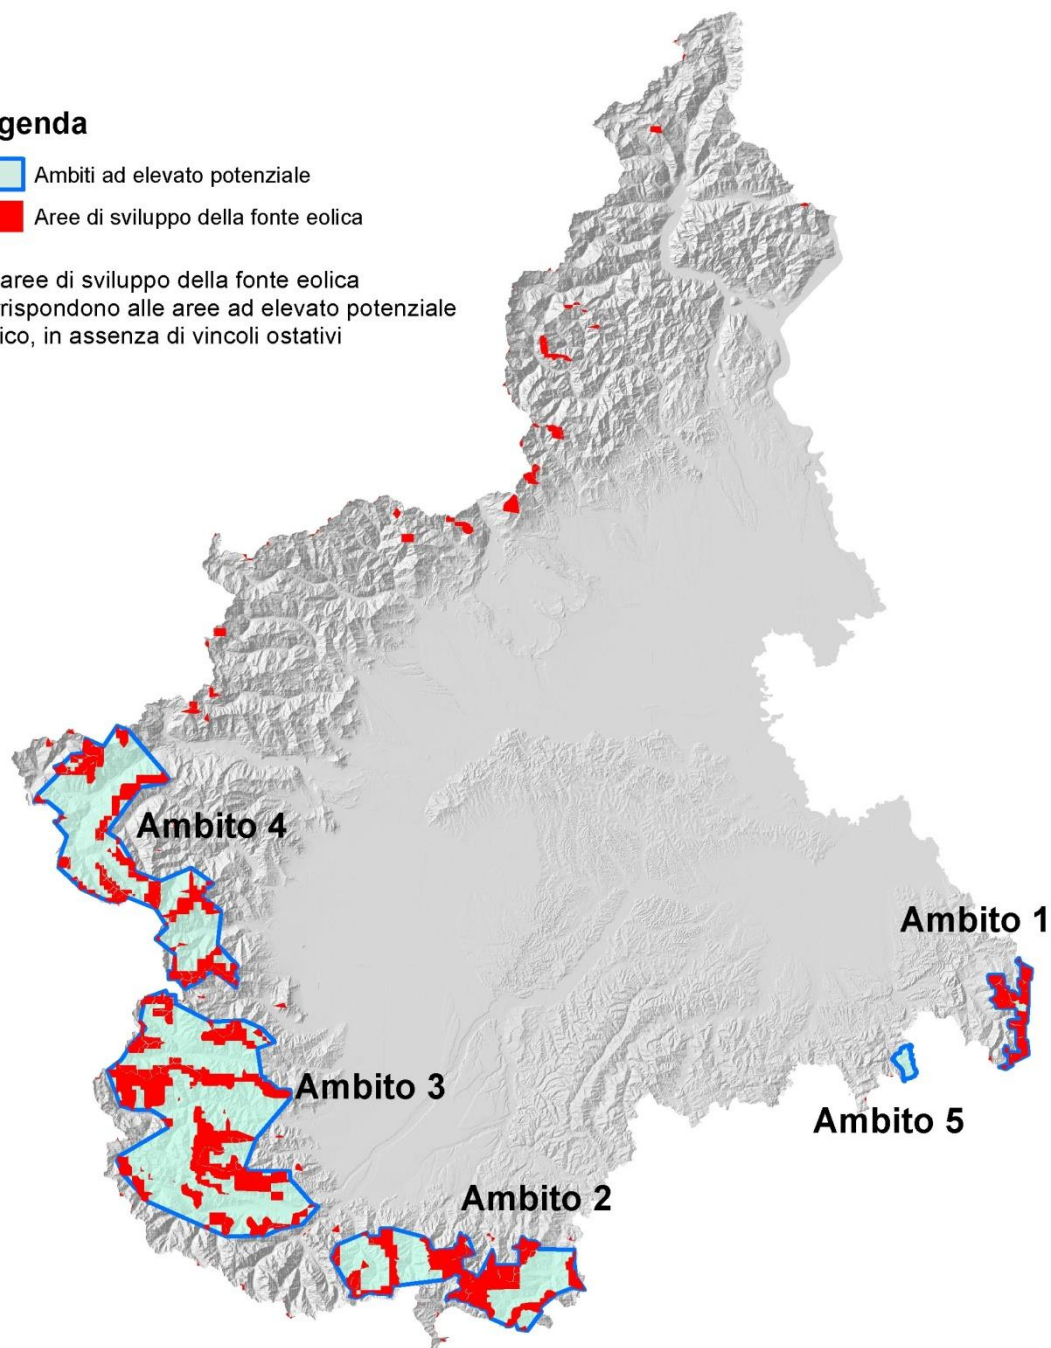 genda
Ambiti ad elevato potenziale
Aree di sviluppo della fonte eolica
aree di sviluppo della fonte eolica
rispondono alle aree ad elevato potenziale
ico, in assenza di vincoli ostativi
Ambito 4
Ambito 1
Ambito 3
Ambito 5
Ambito 2